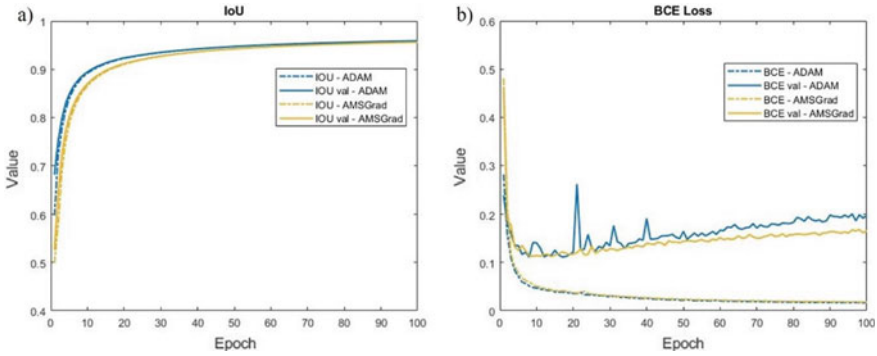 a)
IoU
1
0.9
0.8
0.7
0.6
0.5
0.4
Value
0 10 20 30 40 50 60 70 80 90 100
Epoch
IOU - ADAM
IOU val - ADAM
IOU - AMSGrad
IOU val - AMSGrad
b)
BCE Loss
0.6
0.5
0.4
0.3
0.2
0.1
0
Value
0 10 20 30 40 50 60 70 80 90 100
Epoch
BCE - ADAM
BCE val - ADAM
BCE - AMSGrad
BCE val - AMSGrad